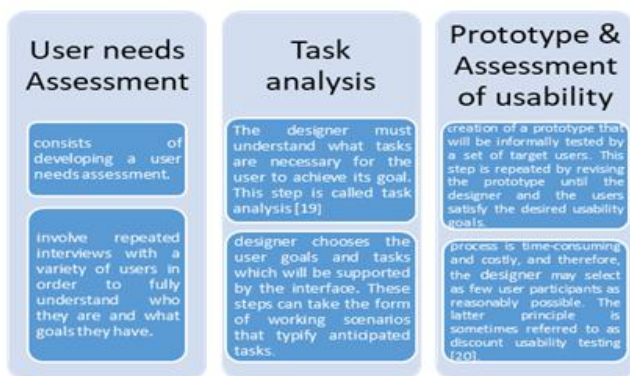 User needs
Assessment
consists of
developing a user
needs assessment.
involve repeated
interviews with a
variety of users in
order to fully
understand who
they are and what
goals they have.
Task
analysis
The designer must
understand what tasks
are necessary for the
user to achieve its goal.
This step is called task
analysis [19]
designer chooses the
user goals and tasks
which will be supported
by the interface. These
steps can take the form
of working scenarios
that typify anticipated
tasks.
Prototype &
Assessment
of usability
creation of a prototype that
will be informally tested by
a set of target users. This
step is repeated by revising
the prototype until the
designer and the users
satisfy the desired usability
goals.
process is time-consuming
and costly, and therefore,
the designer may select
as few user participants as
reasonably possible. The
latter principle is
sometimes referred to as
discount usability testing
[20].